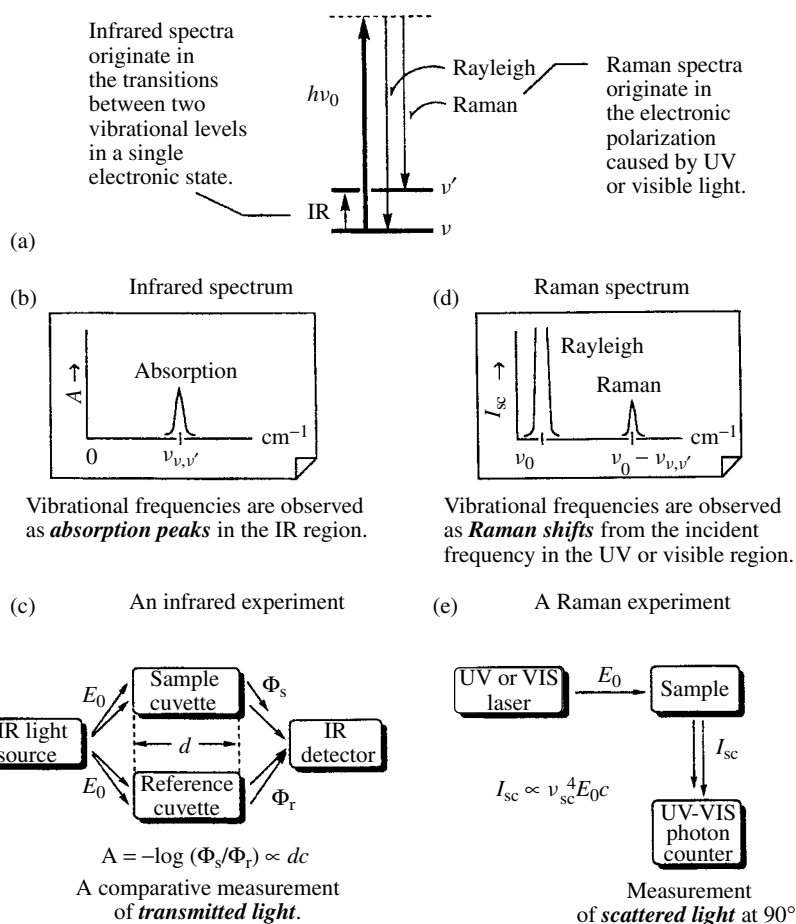 Infrared spectra
originate in
the transitions
between two
vibrational levels
in a single
electronic state.
hν0
Rayleigh
Raman
Raman spectra
originate in
the electronic
polarization
caused by UV
or visible light.
ν′
IR
ν
(a)
(b) Infrared spectrum
A →
Absorption
cm−1
0
νν,ν′
Vibrational frequencies are observed
as absorption peaks in the IR region.
(d) Raman spectrum
Isc →
Rayleigh
Raman
cm−1
ν0
ν0 − νν,ν′
Vibrational frequencies are observed
as Raman shifts from the incident
frequency in the UV or visible region.
(c) An infrared experiment
IR light
source
E0
E0
Sample
cuvette
d
Reference
cuvette
Φs
Φr
IR
detector
A = −log (Φs/Φr) ∝ dc
A comparative measurement
of transmitted light.
(e) A Raman experiment
UV or VIS
laser
E0
Sample
Isc
Isc ∝ νsc4E0c
UV-VIS
photon
counter
Measurement
of scattered light at 90°